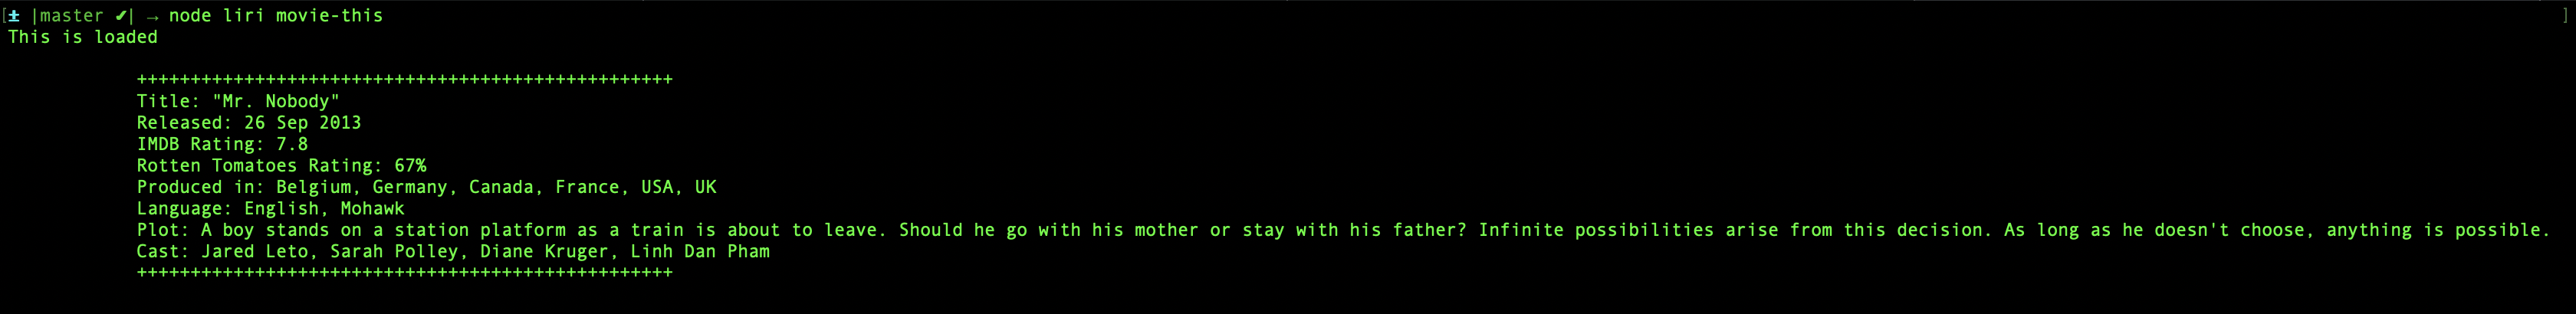 [± |master ✔| → node liri movie-this ]
This is loaded
++++++++++++++++++++++++++++++++++++++++++++++++++
Title: "Mr. Nobody"
Released: 26 Sep 2013
IMDB Rating: 7.8
Rotten Tomatoes Rating: 67%
Produced in: Belgium, Germany, Canada, France, USA, UK
Language: English, Mohawk
Plot: A boy stands on a station platform as a train is about to leave. Should he go with his mother or stay with his father? Infinite possibilities arise from this decision. As long as he doesn't choose, anything is possible.
Cast: Jared Leto, Sarah Polley, Diane Kruger, Linh Dan Pham
++++++++++++++++++++++++++++++++++++++++++++++++++